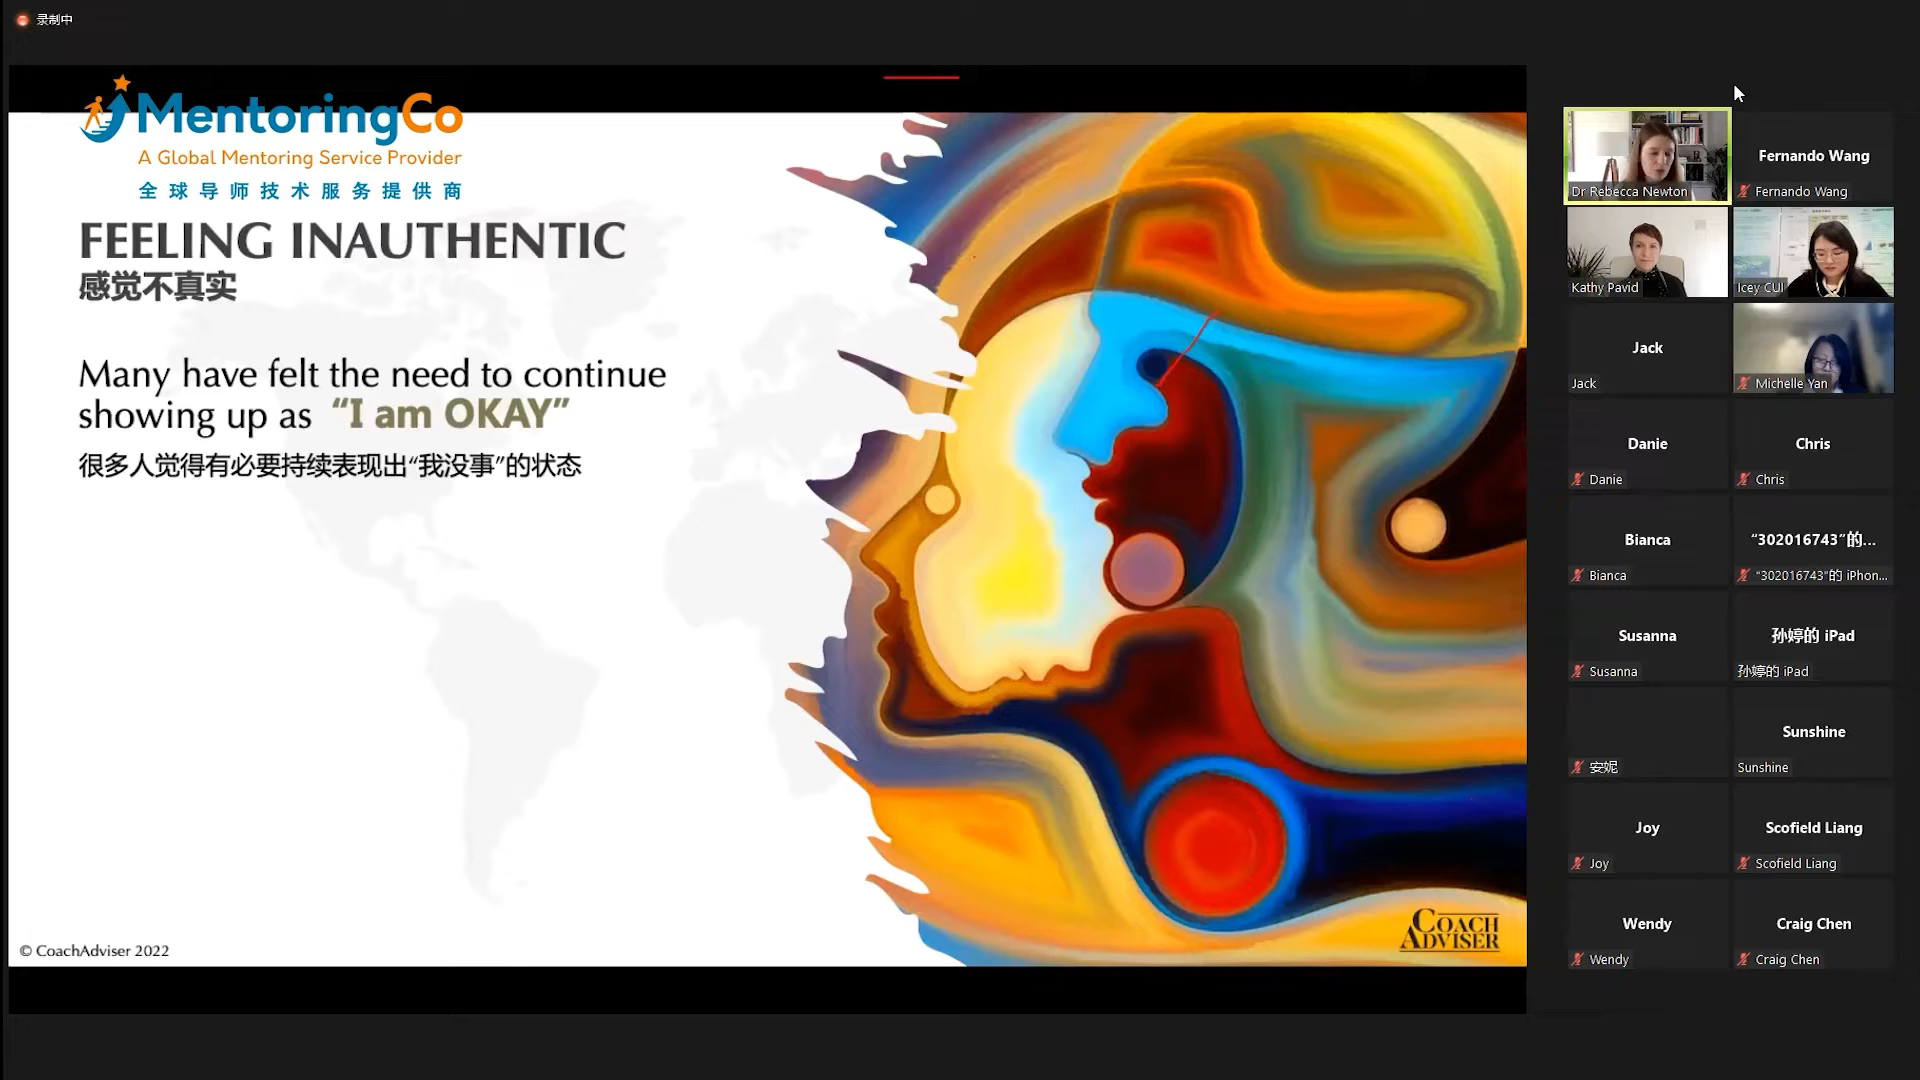 录制中
MentoringCo
A Global Mentoring Service Provider
全球导师技术服务提供商
FEELING INAUTHENTIC
感觉不真实
Many have felt the need to continue
showing up as “I am OKAY”
很多人觉得有必要持续表现出“我没事”的状态
© CoachAdviser 2022
COACH
ADVISER
Dr Rebecca Newton
Fernando Wang
Fernando Wang
Kathy Pavid
Icey CUI
Jack
Jack
Michelle Yan
Danie
Danie
Chris
Chris
Bianca
Bianca
“302016743”的...
“302016743”的 iPhon...
Susanna
Susanna
孙婷的 iPad
孙婷的 iPad
安妮
Sunshine
Sunshine
Joy
Joy
Scofield Liang
Scofield Liang
Wendy
Wendy
Craig Chen
Craig Chen